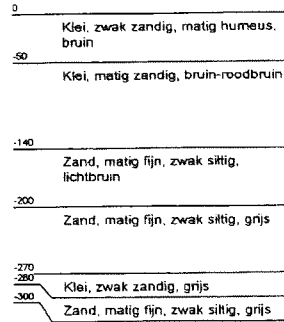 0
Klei, zwak zandig, matig humeus,
bruin
-50
Klei, matig zandig, bruin-roodbruin
-140
Zand, matig fijn, zwak siltig,
lichtbruin
-200
Zand, matig fijn, zwak siltig, grijs
-270
-280
Klei, zwak zandig, grijs
-300
Zand, matig fijn, zwak siltig, grijs